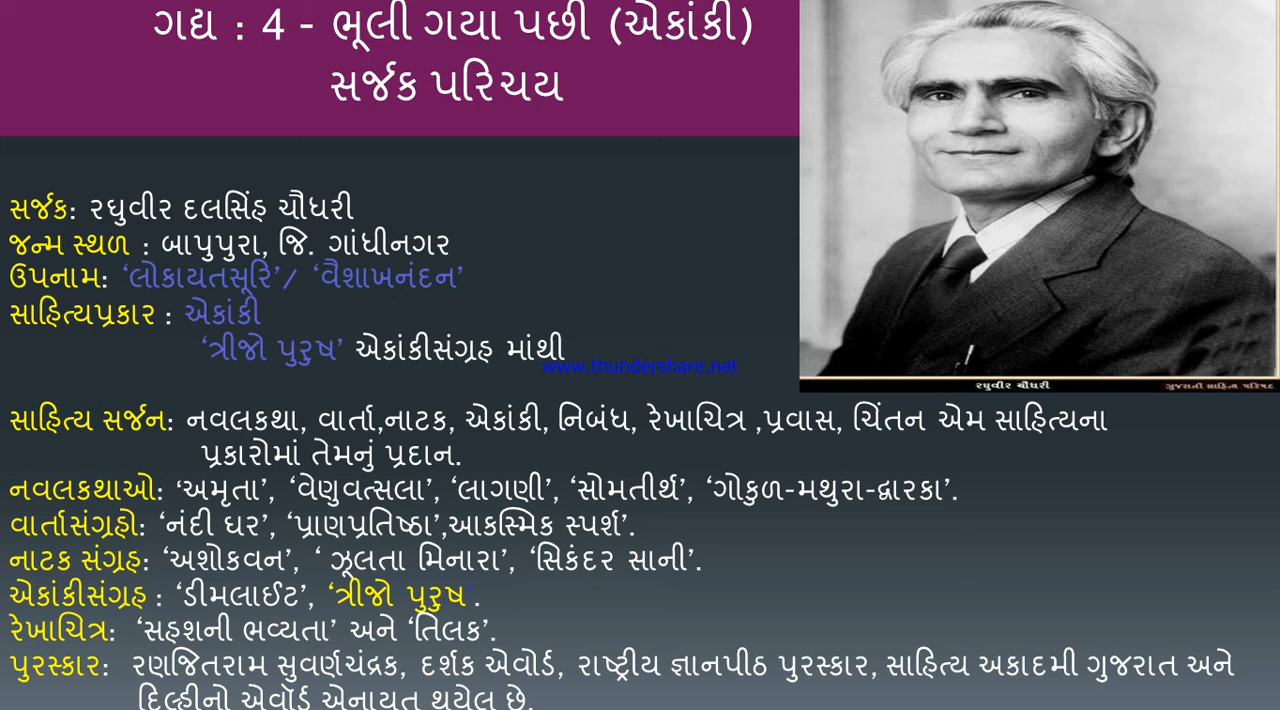 ગદ્ય : 4 - ભૂલી ગયા પછી (એકાંકી)
સર્જક પરિચય
સર્જક: રઘુવીર દલસિંહ ચૌધરી
જન્મ સ્થળ : બાપુપુરા, જિ. ગાંધીનગર
ઉપનામ: ‘લોકાયતસૂરિ’/ ‘વૈશાખનંદન’
સાહિત્યપ્રકાર : એકાંકી
‘ત્રીજો પુરુષ’ એકાંકીસંગ્રહ માંથી
www.thundershare.net
રઘુવીર ચૌધરી ગુજરાતી સાહિત્ય પરિષદ
સાહિત્ય સર્જન: નવલકથા, વાર્તા,નાટક, એકાંકી, નિબંધ, રેખાચિત્ર ,પ્રવાસ, ચિંતન એમ સાહિત્યના
પ્રકારોમાં તેમનું પ્રદાન.
નવલકથાઓ: ‘અમૃતા’, ‘વેણુવત્સલા’, ‘લાગણી’, ‘સોમતીર્થ’, ‘ગોકુળ-મથુરા-દ્વારકા’.
વાર્તાસંગ્રહો: ‘નંદી ઘર’, ‘પ્રાણપ્રતિષ્ઠા’,આકસ્મિક સ્પર્શ’.
નાટક સંગ્રહ: ‘અશોકવન’, ‘ ઝૂલતા મિનારા’, ‘સિકંદર સાની’.
એકાંકીસંગ્રહ : ‘ડીમલાઈટ’, ‘ત્રીજો પુરુષ’.
રેખાચિત્ર: ‘સહરાની ભવ્યતા’ અને ‘તિલક’.
પુરસ્કાર: રણજિતરામ સુવર્ણચંદ્રક, દર્શક એવોર્ડ, રાષ્ટ્રીય જ્ઞાનપીઠ પુરસ્કાર, સાહિત્ય અકાદમી ગુજરાત અને
દિલ્હીનો એવૉર્ડ એનાયત થયેલ છે.